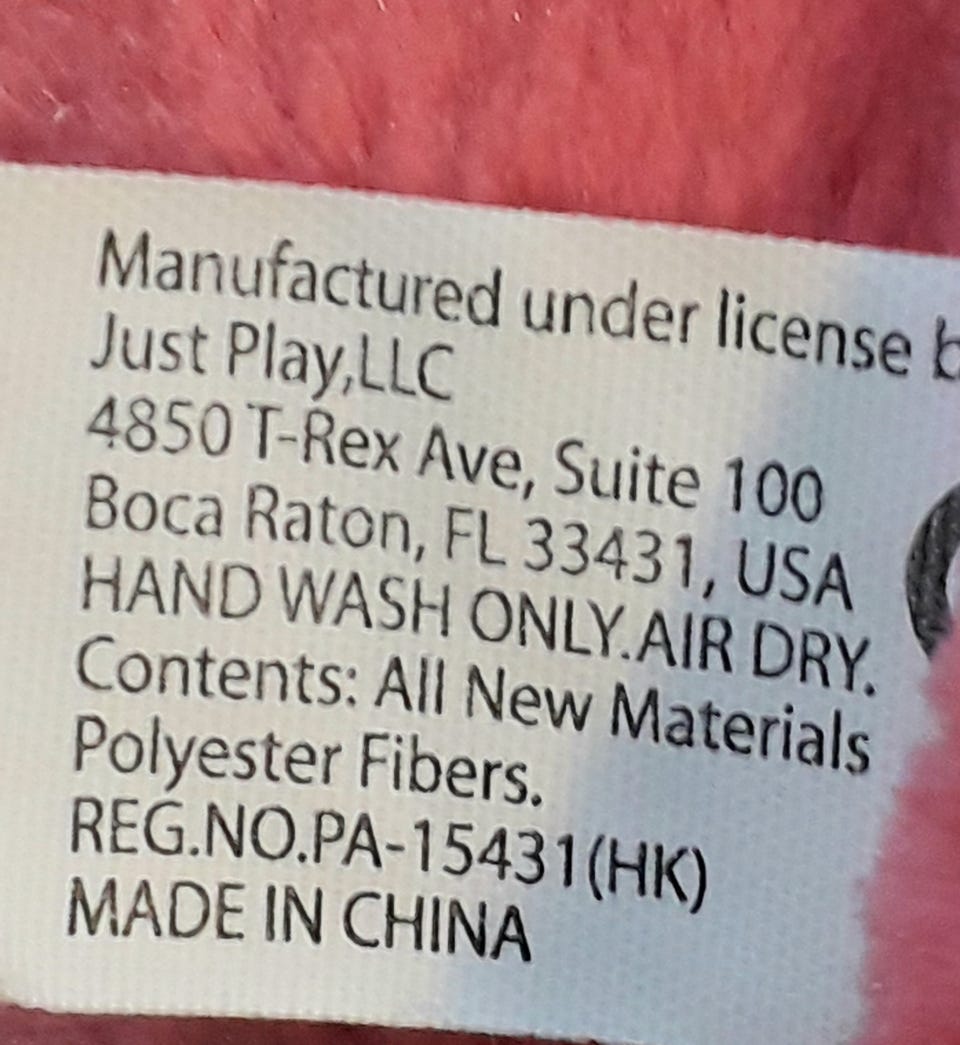 Manufactured under license
Just Play,LLC
4850 T-Rex Ave, Suite 100
Boca Raton, FL 33431, USA
HAND WASH ONLY.AIR DRY.
Contents: All New Materials
Polyester Fibers.
REG.NO.PA-15431(HK)
MADE IN CHINA